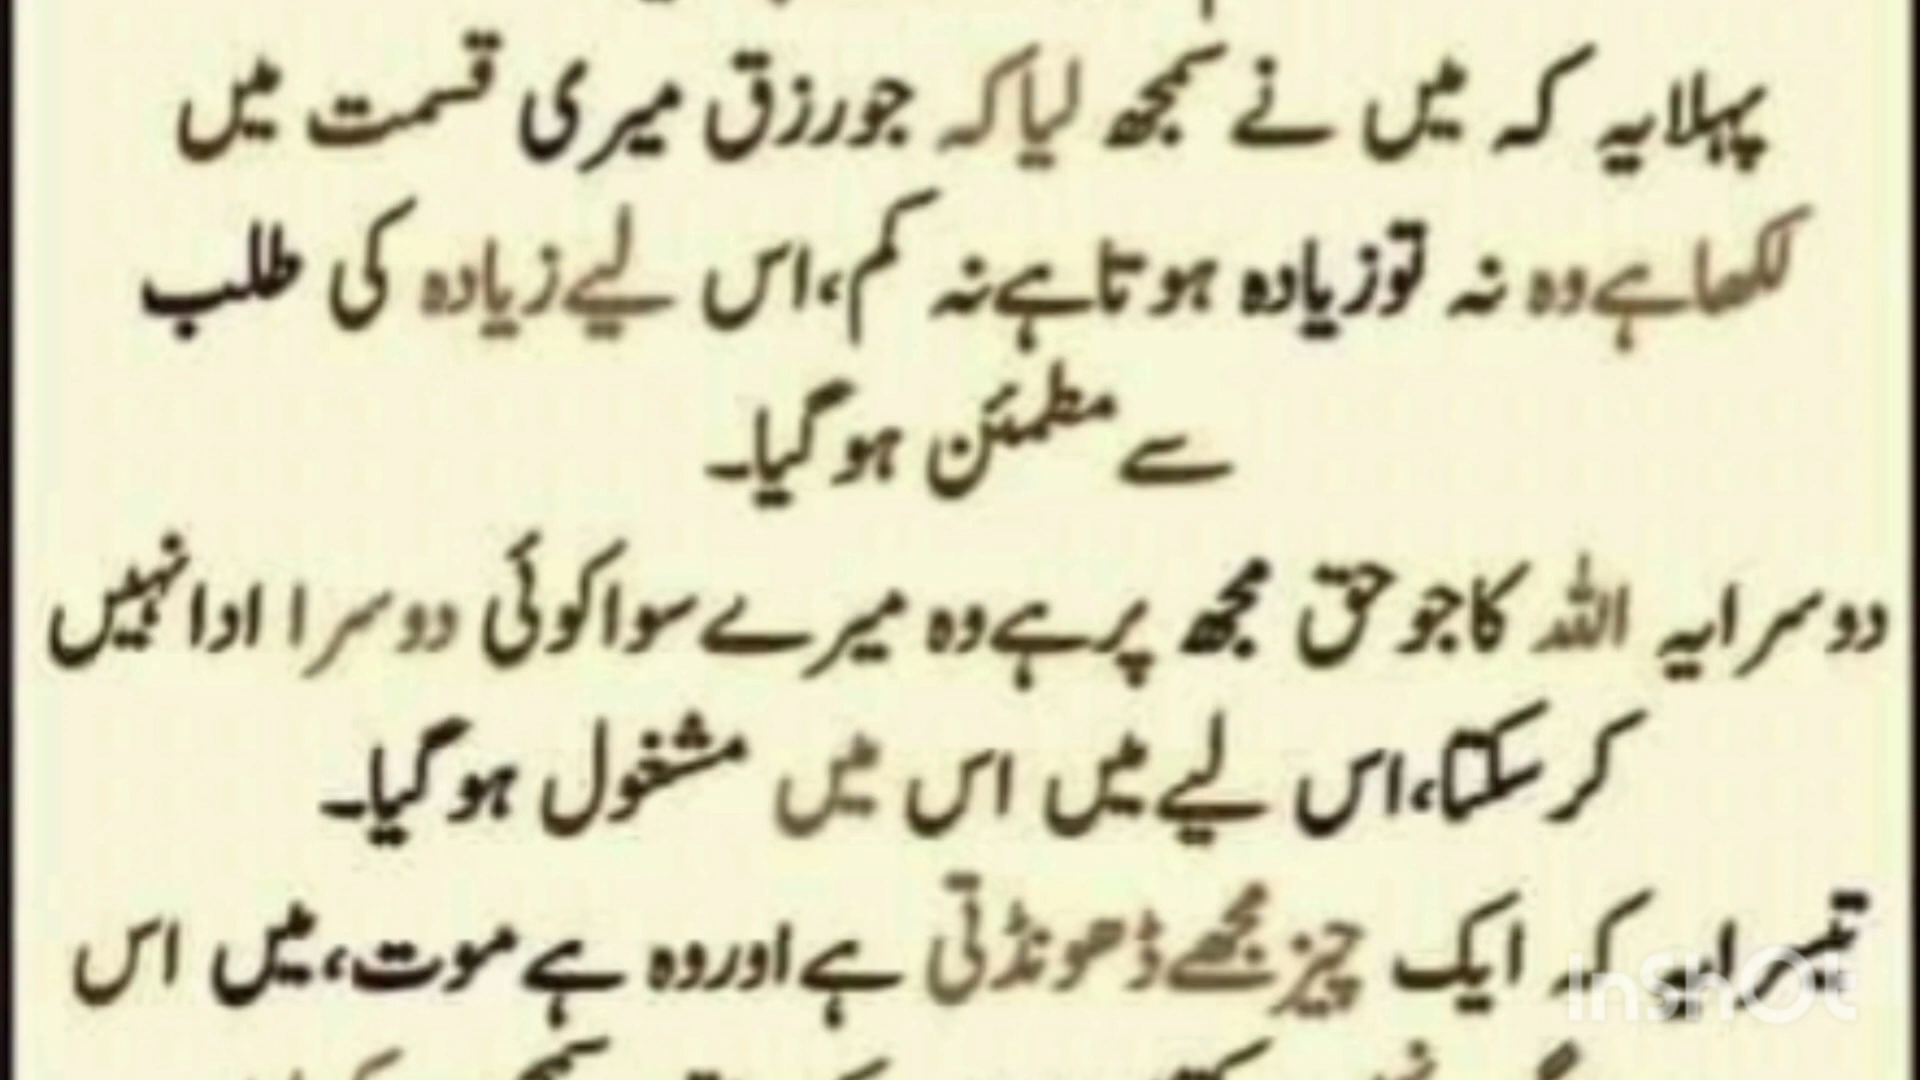 پہلا یہ کہ میں نے سمجھ لیا کہ جو رزق میری قسمت میں
لکھا ہے وہ نہ تو زیادہ ہوتا ہے نہ کم، اس لیے زیادہ کی طلب
سے مطمئن ہو گیا۔
دوسرا یہ اللہ کا جو حق مجھ پر ہے وہ میرے سوا کوئی دوسرا ادا نہیں
کر سکتا، اس لیے میں اس میں مشغول ہو گیا۔
تیسرا یہ کہ ایک چیز مجھے ڈھونڈتی ہے اور وہ ہے موت، میں اس
InShOt